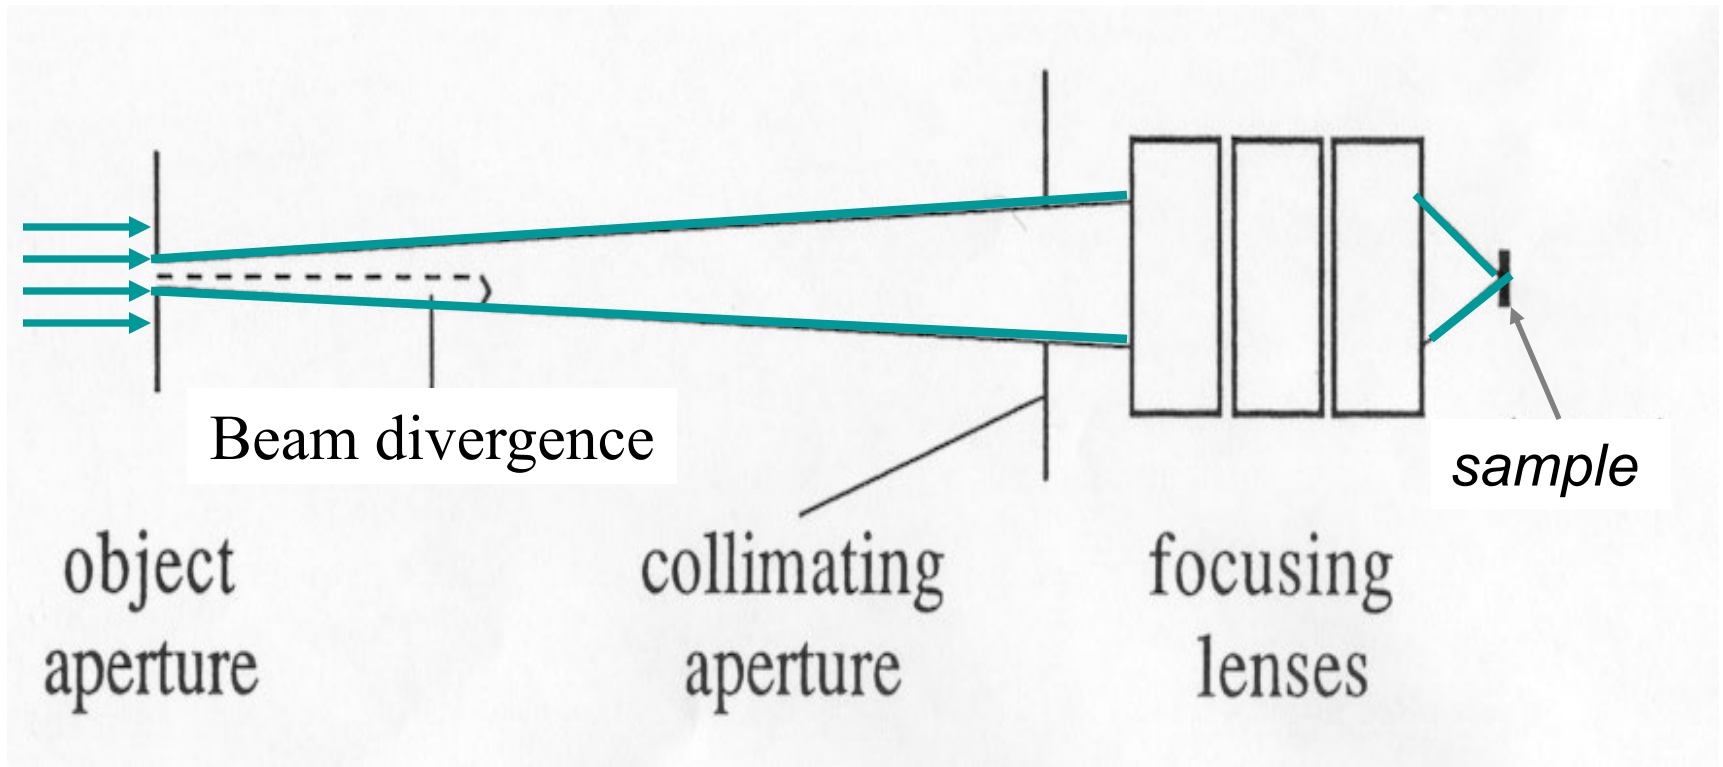 Beam divergence
sample
object
aperture
collimating
aperture
focusing
lenses